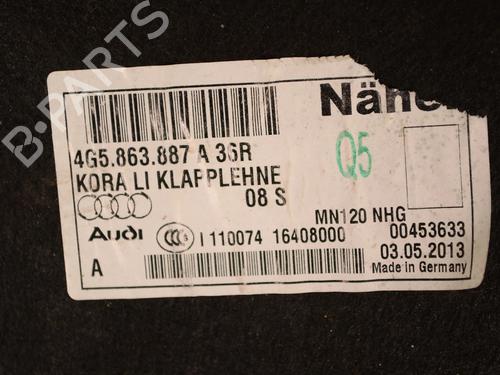 B-PARTS
Q5
4G5.863.887 A 36R
KORA LI KLAPPLEHNE
08 S
MN120 NHG
Audi
CCC
I 110074 16408000
00453633
03.05.2013
A
Made in Germany